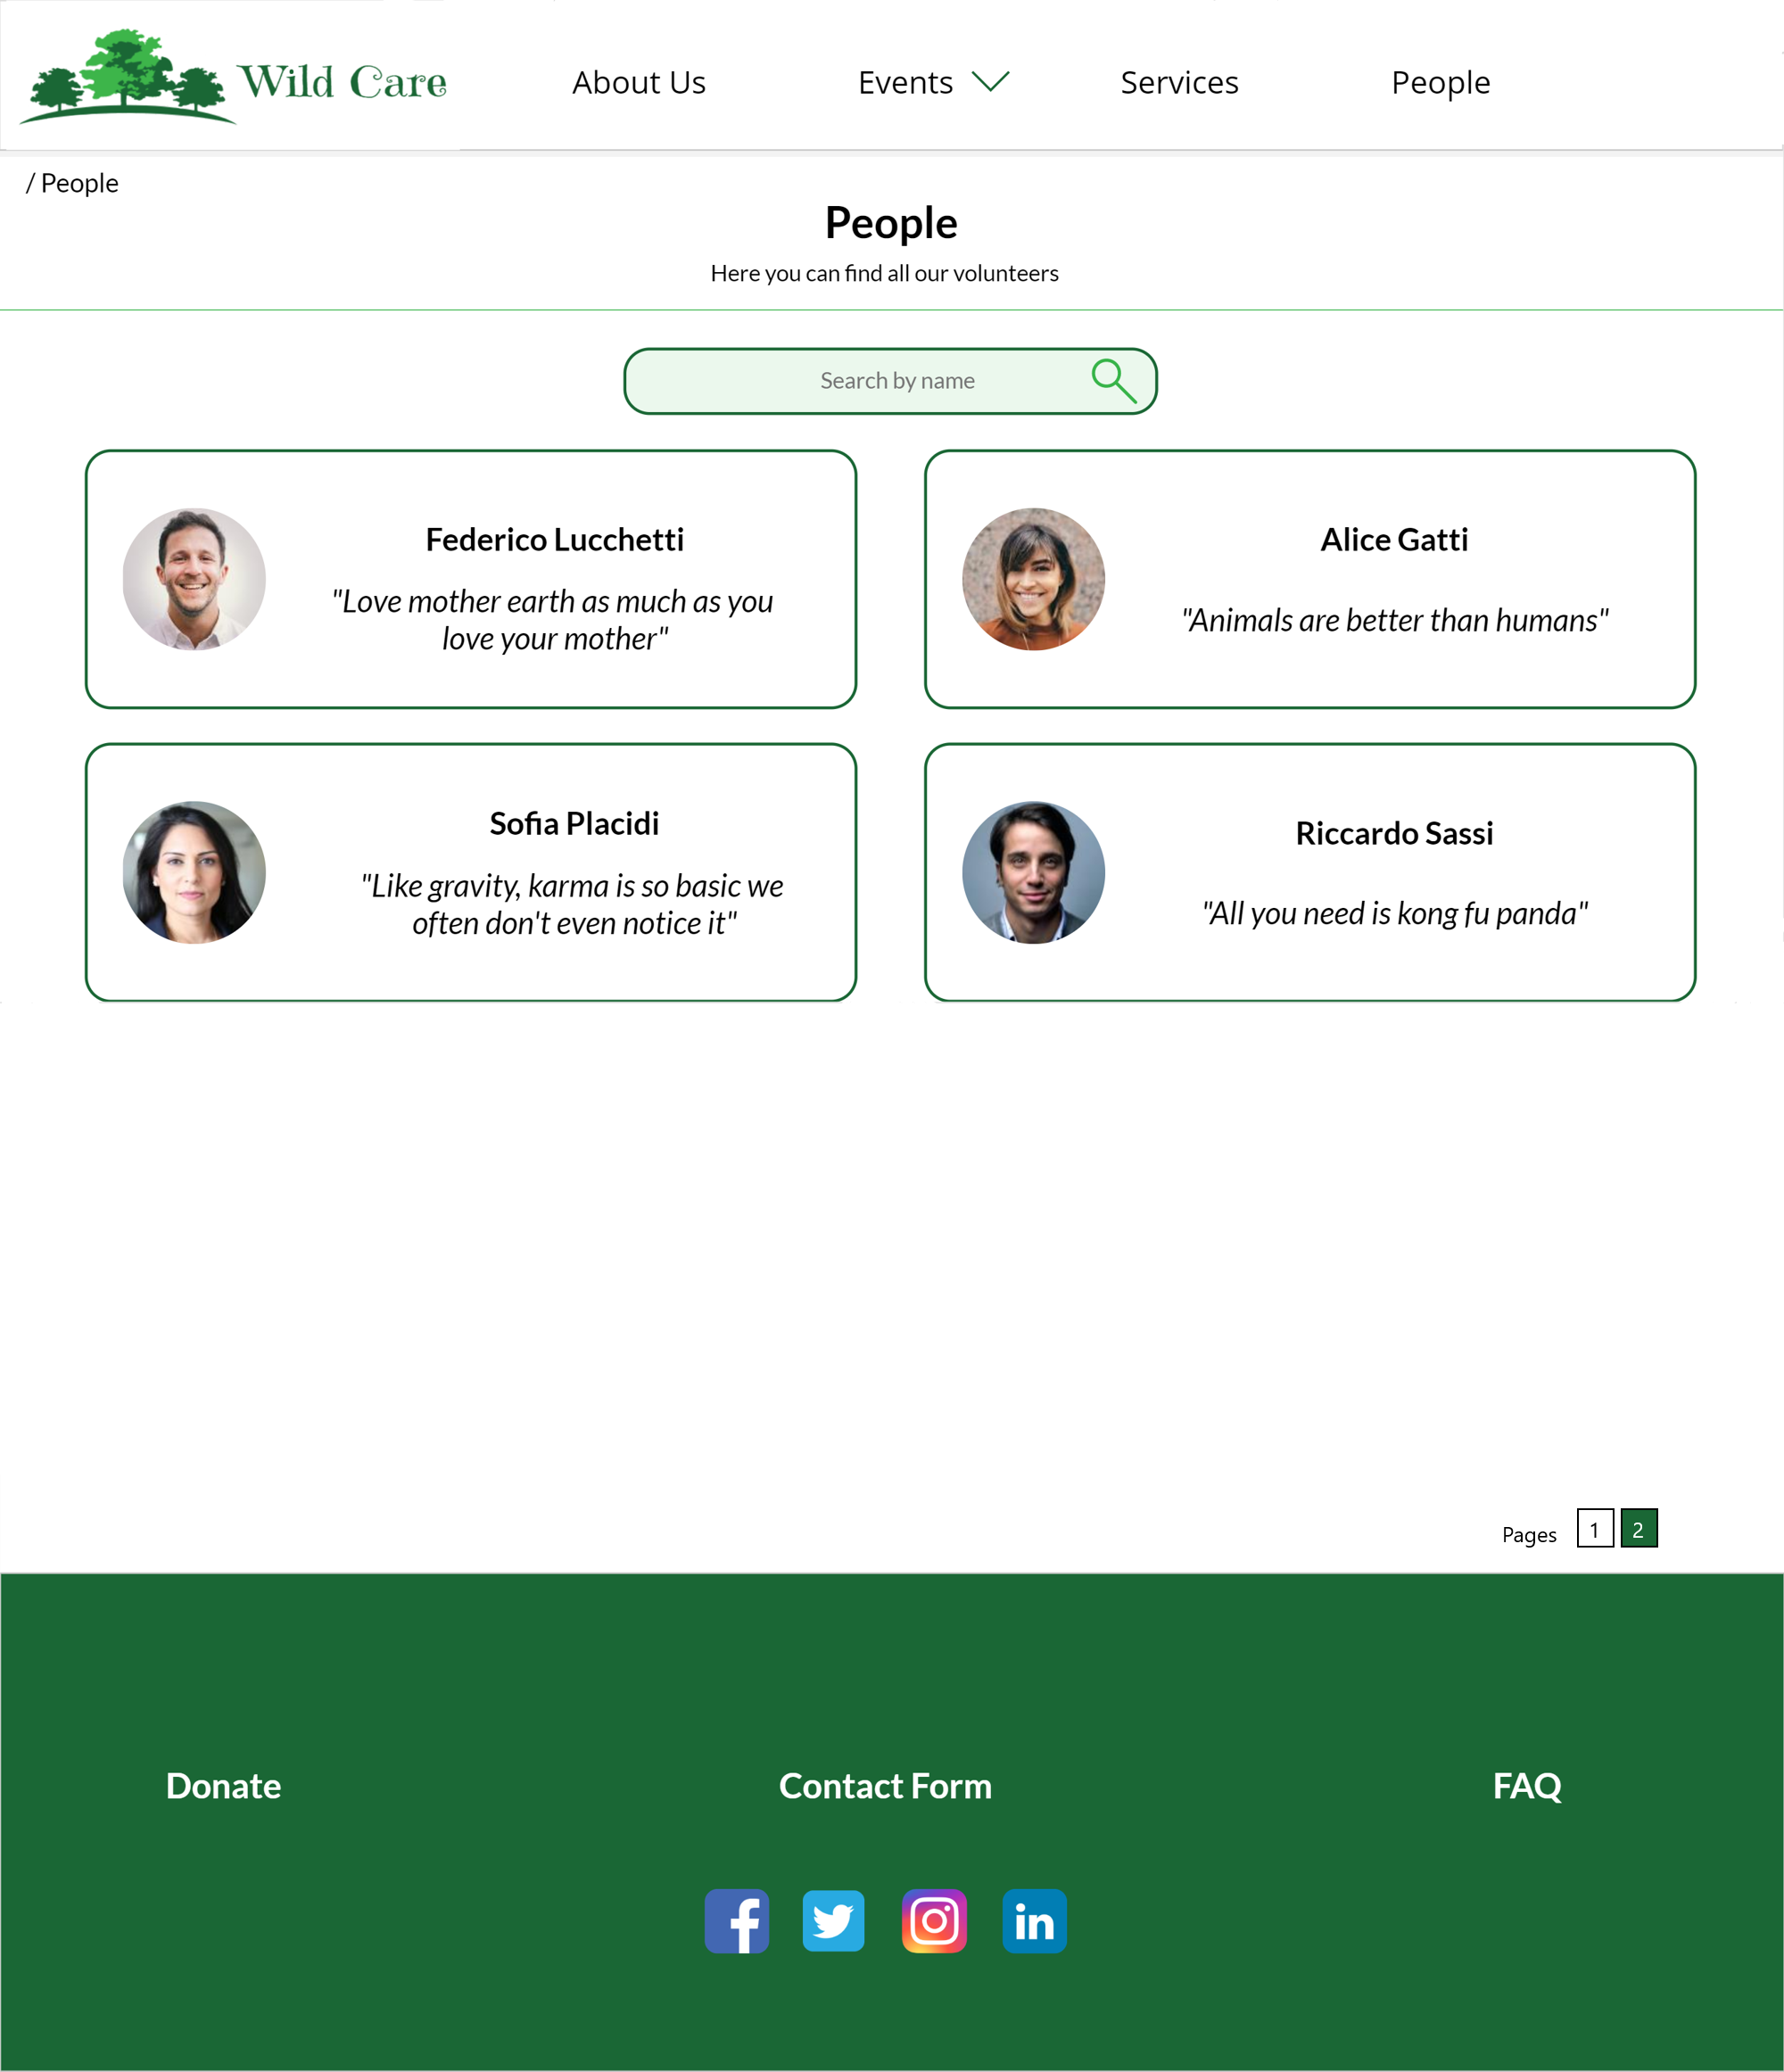 Wild Care
About Us
Events
Services
People
/ People
People
Here you can find all our volunteers
Search by name
Federico Lucchetti
"Love mother earth as much as you
love your mother"
Alice Gatti
"Animals are better than humans"
Sofia Placidi
"Like gravity, karma is so basic we
often don't even notice it"
Riccardo Sassi
"All you need is kong fu panda"
Pages
1
2
Donate
Contact Form
FAQ
f
in